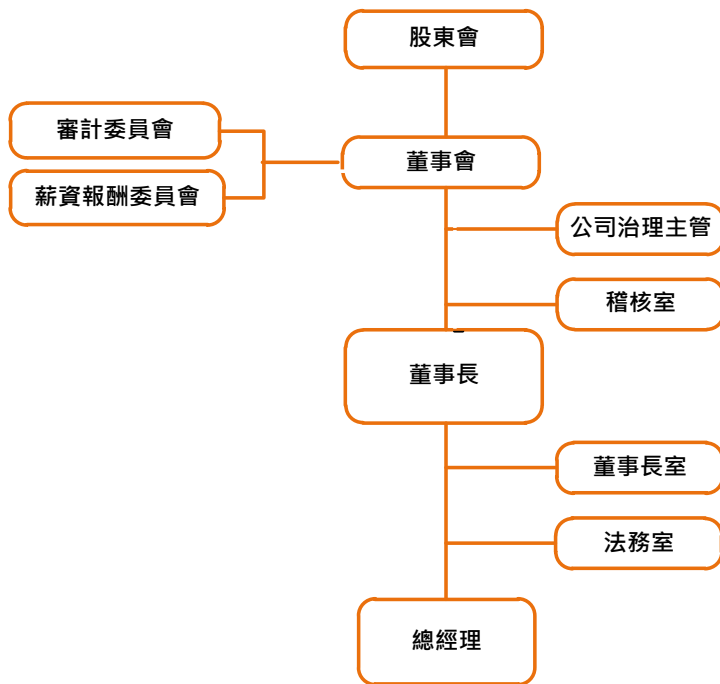 股東會
審計委員會
董事會
薪資報酬委員會
公司治理主管
稽核室
董事長
董事長室
法務室
總經理